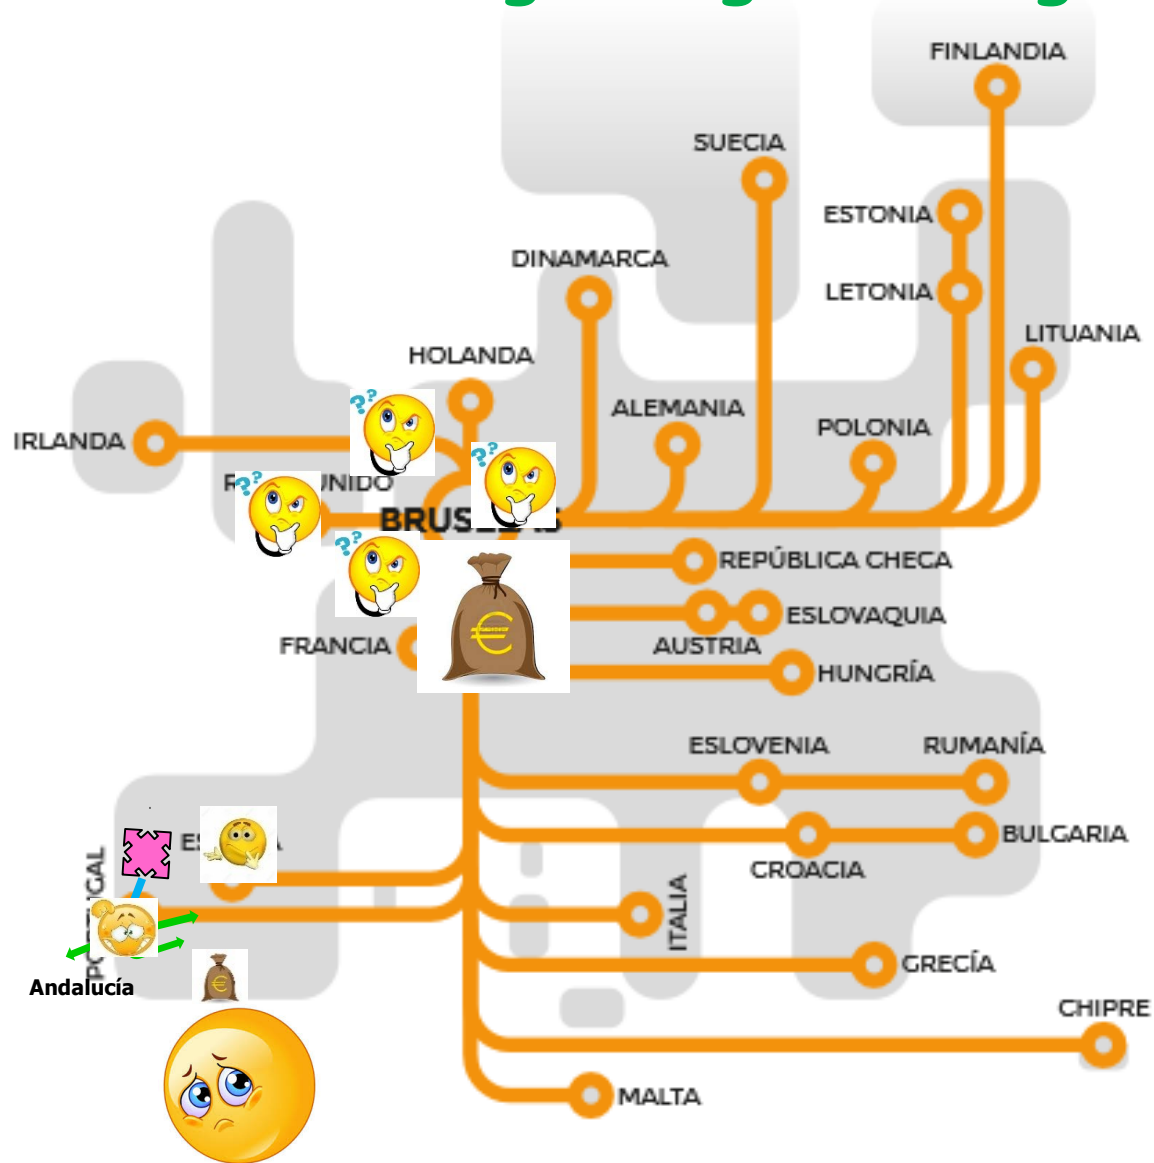 FINLANDIA
SUECIA
ESTONIA
DINAMARCA
LETONIA
LITUANIA
HOLANDA
ALEMANIA
POLONIA
IRLANDA
REPÚBLICA CHECA
ESLOVAQUIA
FRANCIA
AUSTRIA
HUNGRÍA
ESLOVENIA
RUMANÍA
BULGARIA
CROACIA
ITALIA
GRECÍA
Andalucía
CHIPRE
MALTA